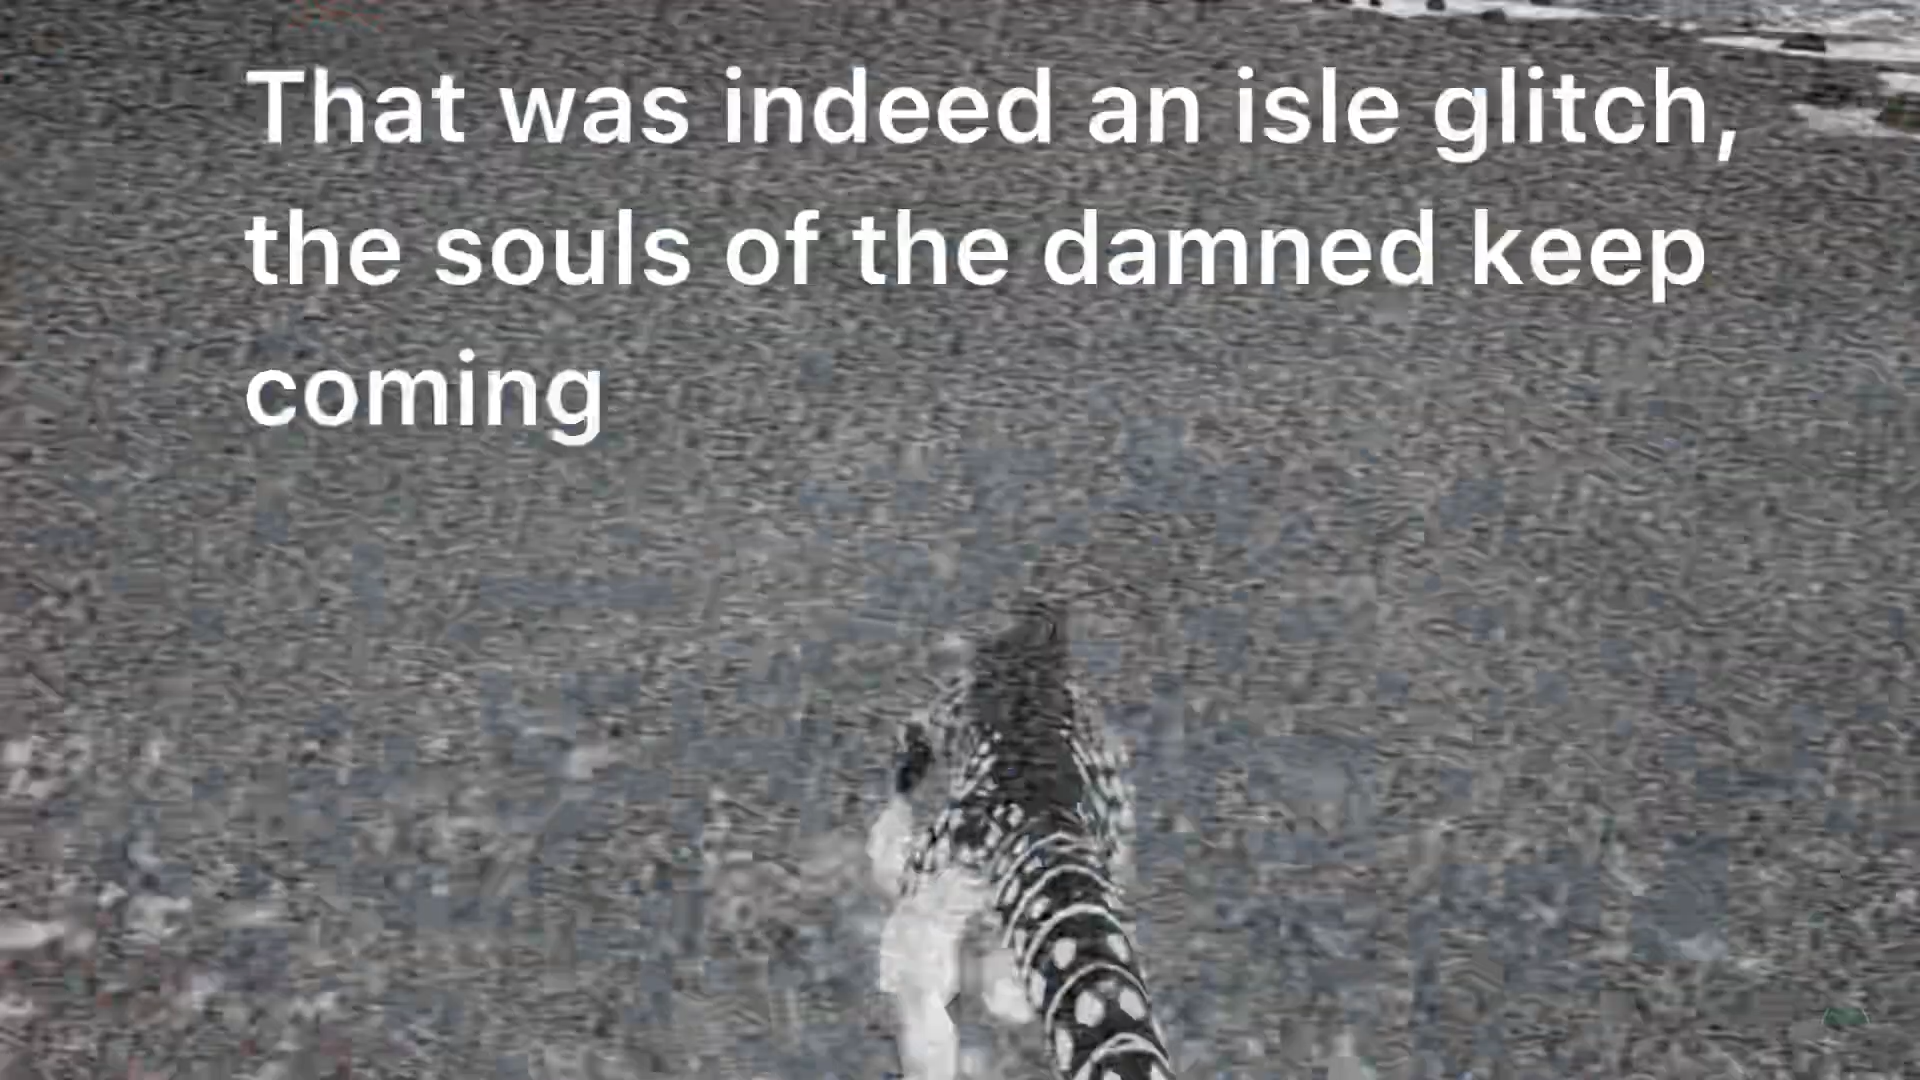 That was indeed an isle glitch,
the souls of the damned keep
coming